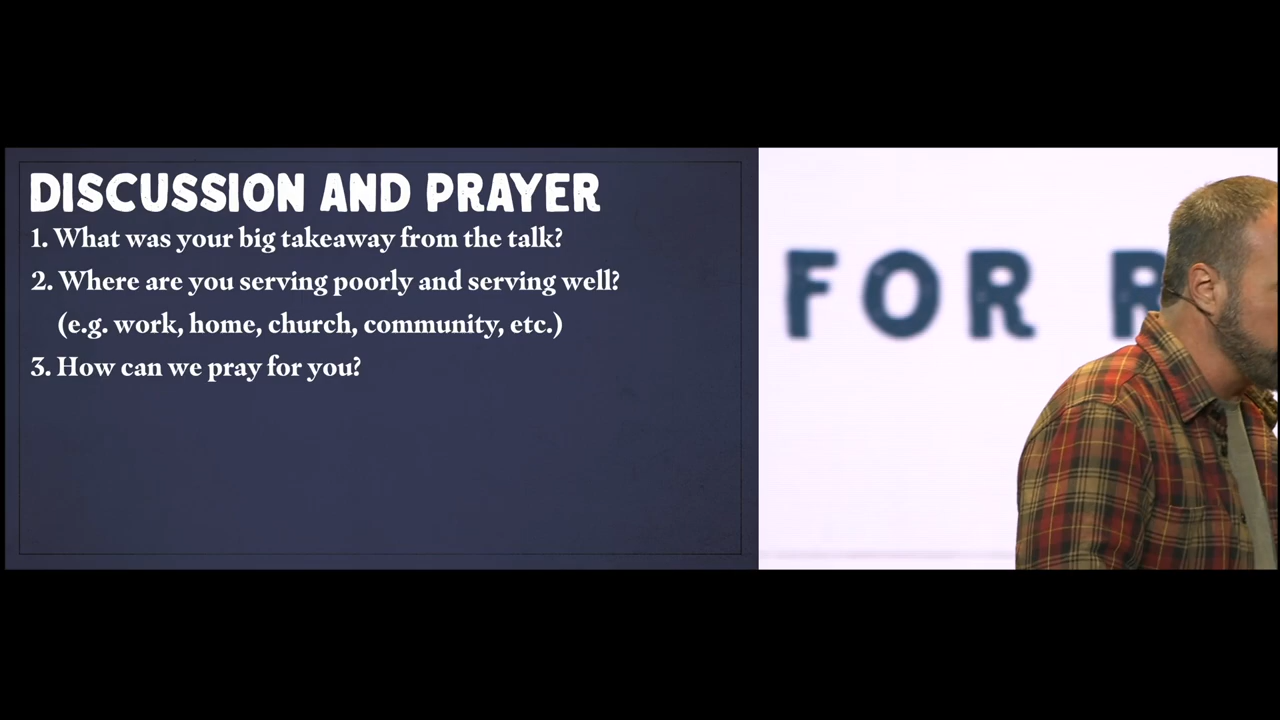 DISCUSSION AND PRAYER
1. What was your big takeaway from the talk?
2. Where are you serving poorly and serving well?
(e.g. work, home, church, community, etc.)
3. How can we pray for you?
FOR R